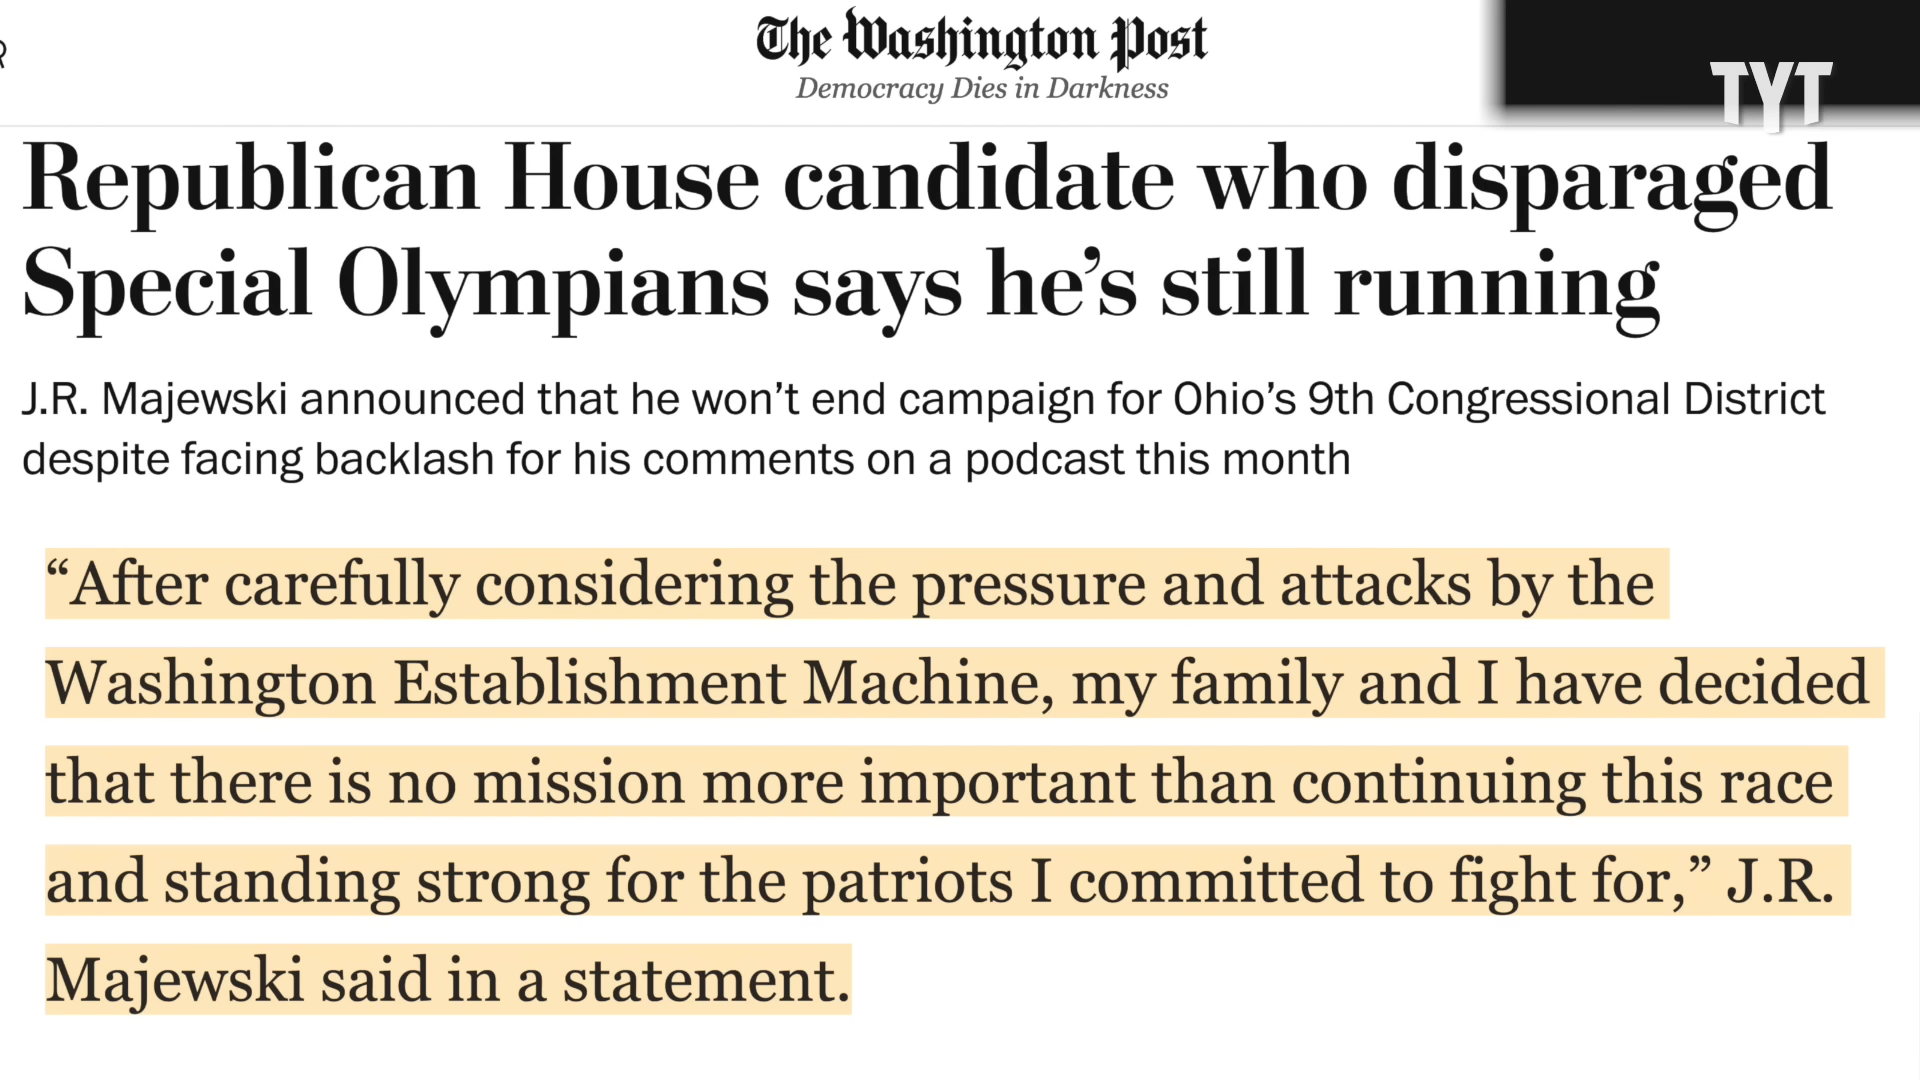 The Washington Post
Democracy Dies in Darkness
TYT
Republican House candidate who disparaged
Special Olympians says he’s still running
J.R. Majewski announced that he won’t end campaign for Ohio’s 9th Congressional District
despite facing backlash for his comments on a podcast this month
“After carefully considering the pressure and attacks by the
Washington Establishment Machine, my family and I have decided
that there is no mission more important than continuing this race
and standing strong for the patriots I committed to fight for,” J.R.
Majewski said in a statement.